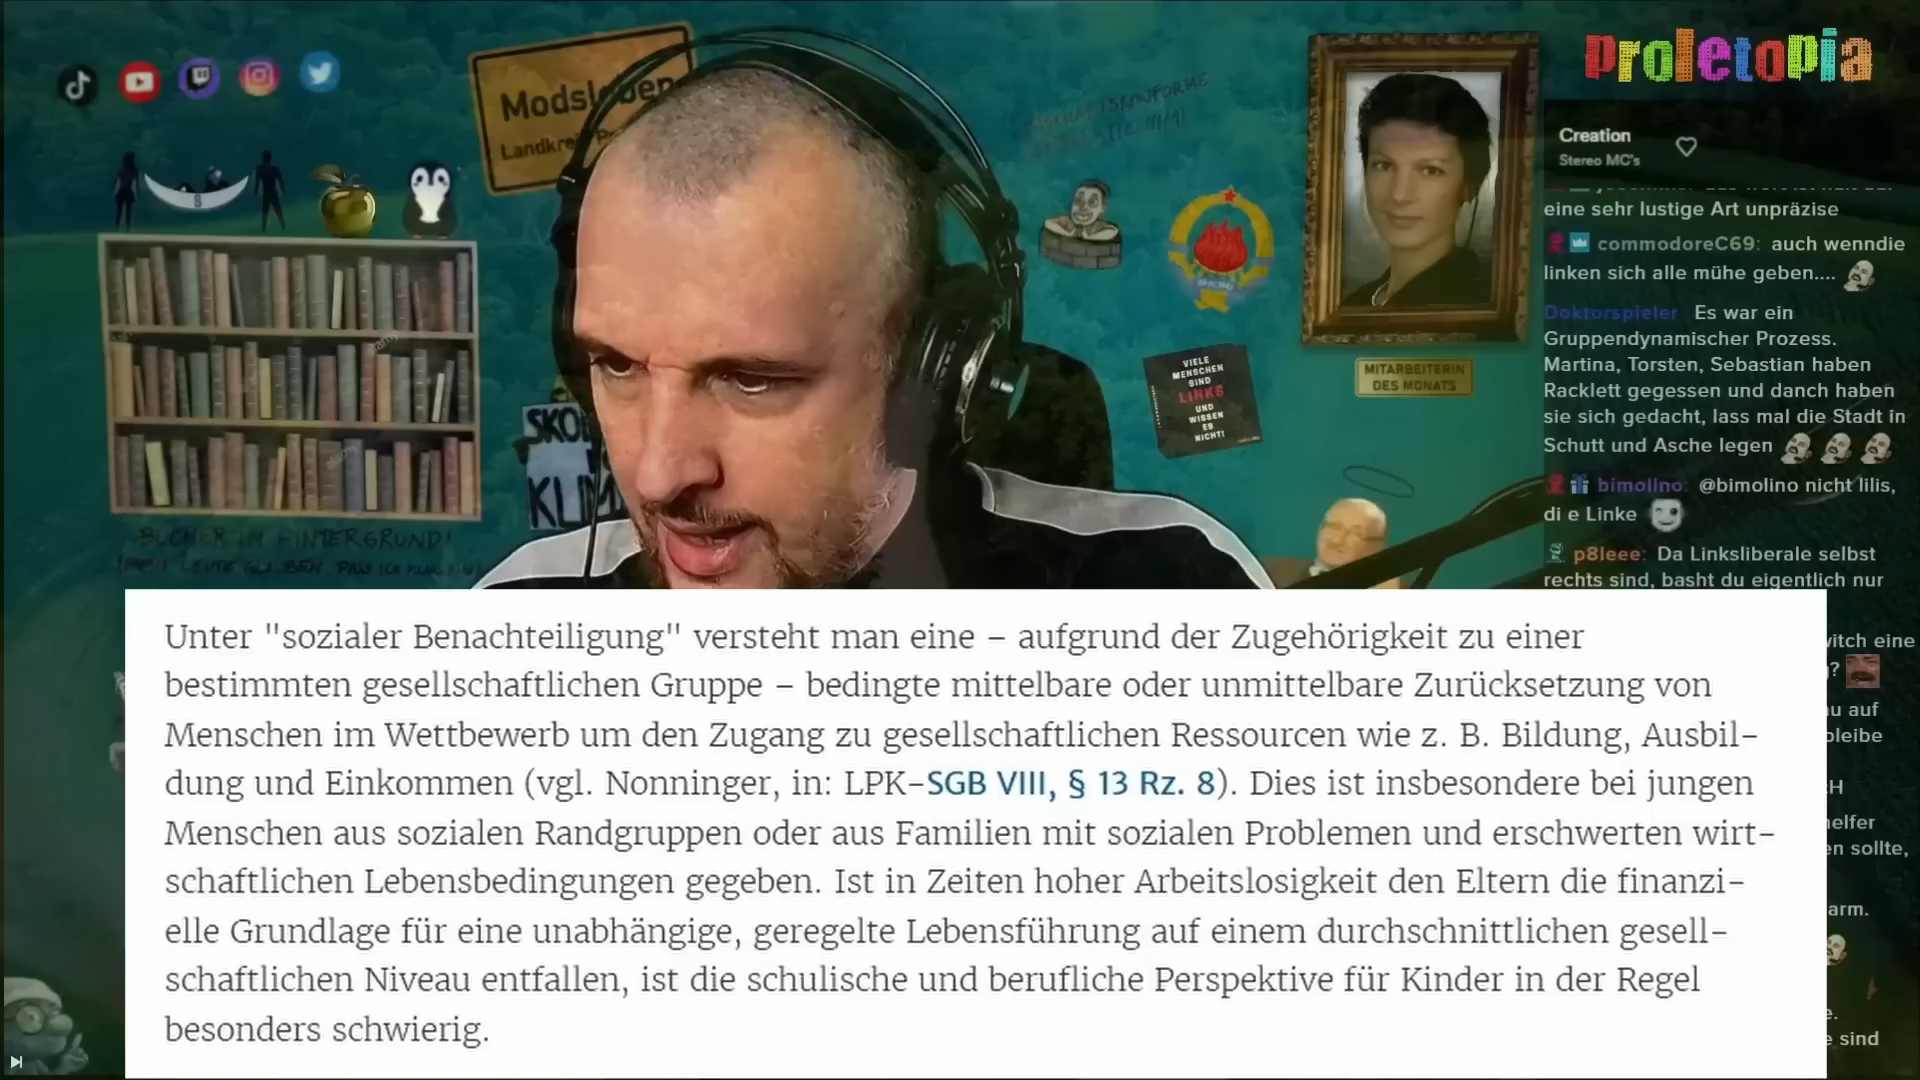 Proletopia
Modsleben
Creation
Stereo MC's
eine sehr lustige Art unpräzise
commodoreC69: auch wenndie
linken sich alle mühe geben....
Doktorspieler Es war ein
Gruppendynamischer Prozess.
Martina, Torsten, Sebastian haben
Racklett gegessen und danch haben
sie sich gedacht, lass mal die Stadt in
Schutt und Asche legen
bimolino: @bimolino nicht lilis,
di e Linke
p8leee: Da Linksliberale selbst
rechts sind, basht du eigentlich nur
VIELE
MENSCHEN
SIND
LINKS
UND
WISSEN
ES
NICHT!
MITARBEITERIN
DES MONATS
BÜCHER IM HINTERGRUND!
Unter "sozialer Benachteiligung" versteht man eine – aufgrund der Zugehörigkeit zu einer
bestimmten gesellschaftlichen Gruppe – bedingte mittelbare oder unmittelbare Zurücksetzung von
Menschen im Wettbewerb um den Zugang zu gesellschaftlichen Ressourcen wie z. B. Bildung, Ausbil-
dung und Einkommen (vgl. Nonninger, in: LPK-SGB VIII, § 13 Rz. 8). Dies ist insbesondere bei jungen
Menschen aus sozialen Randgruppen oder aus Familien mit sozialen Problemen und erschwerten wirt-
schaftlichen Lebensbedingungen gegeben. Ist in Zeiten hoher Arbeitslosigkeit den Eltern die finanzi-
elle Grundlage für eine unabhängige, geregelte Lebensführung auf einem durchschnittlichen gesell-
schaftlichen Niveau entfallen, ist die schulische und berufliche Perspektive für Kinder in der Regel
besonders schwierig.
eine
auf
sollte,
arm.
sind